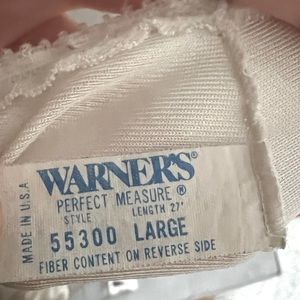 WARNER'S®
PERFECT MEASURE ®
STYLE LENGTH 27"
55300 LARGE
FIBER CONTENT ON REVERSE SIDE
MADE IN U.S.A